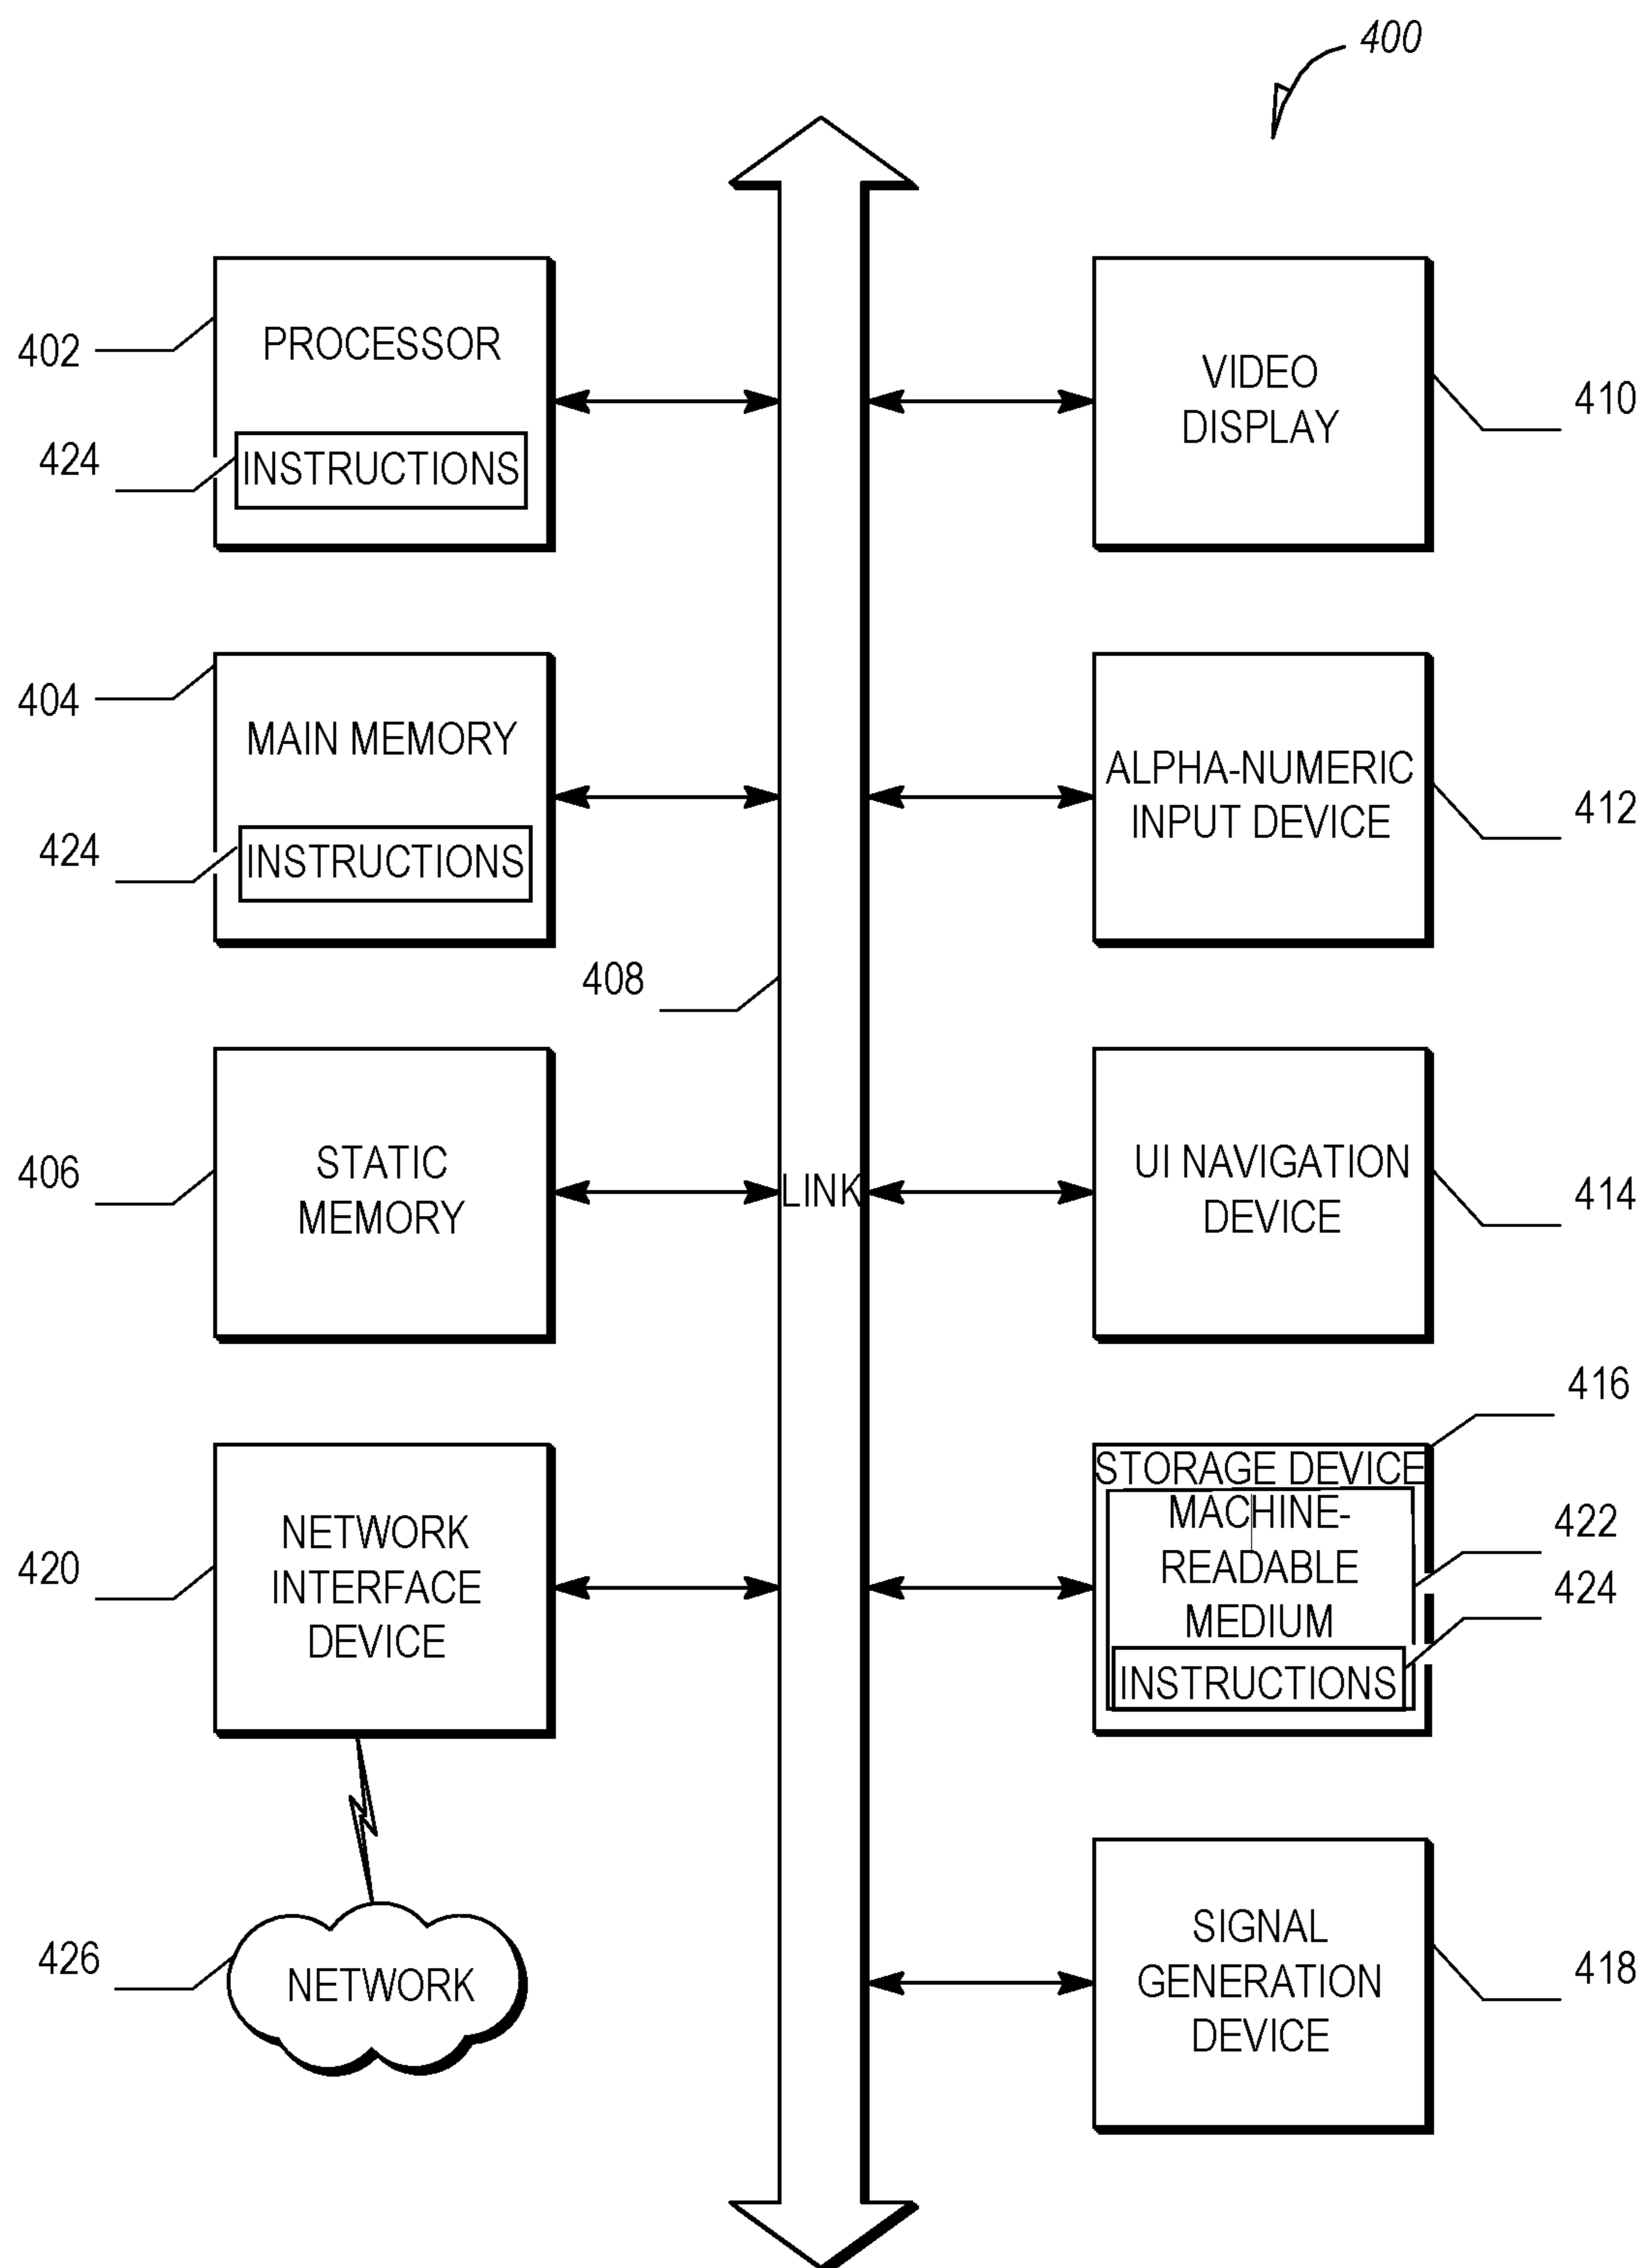 400
402
PROCESSOR
424
INSTRUCTIONS
VIDEO
DISPLAY
410
404
MAIN MEMORY
424
INSTRUCTIONS
ALPHA-NUMERIC
INPUT DEVICE
412
408
406
STATIC
MEMORY
LINK
UI NAVIGATION
DEVICE
414
420
NETWORK
INTERFACE
DEVICE
416
STORAGE DEVICE
MACHINE-
READABLE
MEDIUM
422
424
INSTRUCTIONS
426
NETWORK
SIGNAL
GENERATION
DEVICE
418